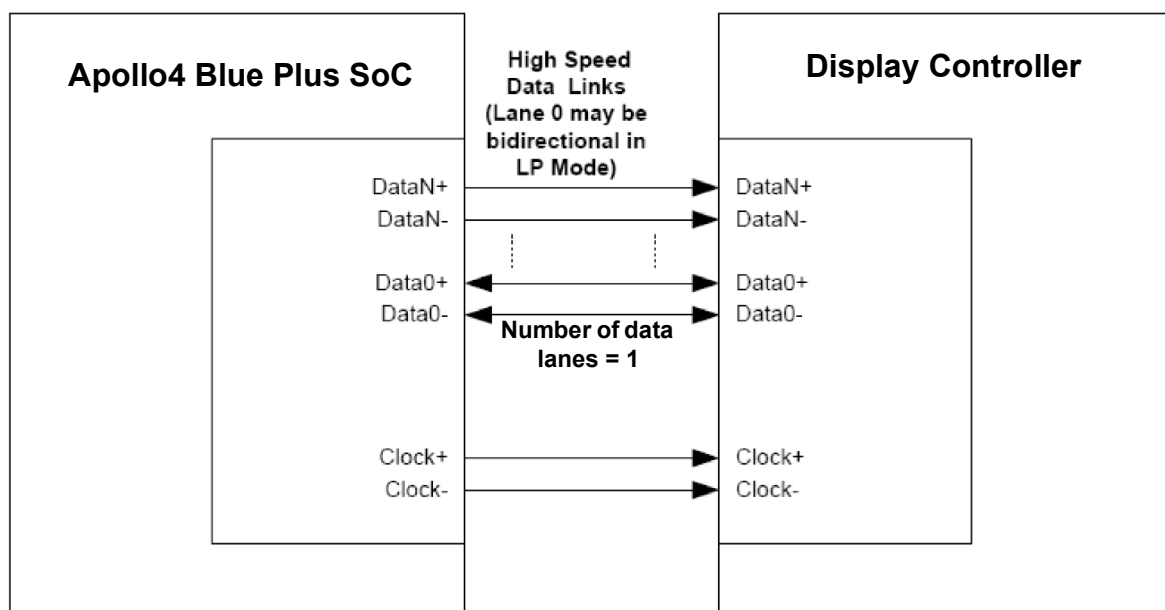 Apollo4 Blue Plus SoC
High Speed
Data Links
(Lane 0 may be
bidirectional in
LP Mode)
Display Controller
DataN+
DataN-
Data0+
Data0-
Clock+
Clock-
Number of data
lanes = 1
DataN+
DataN-
Data0+
Data0-
Clock+
Clock-